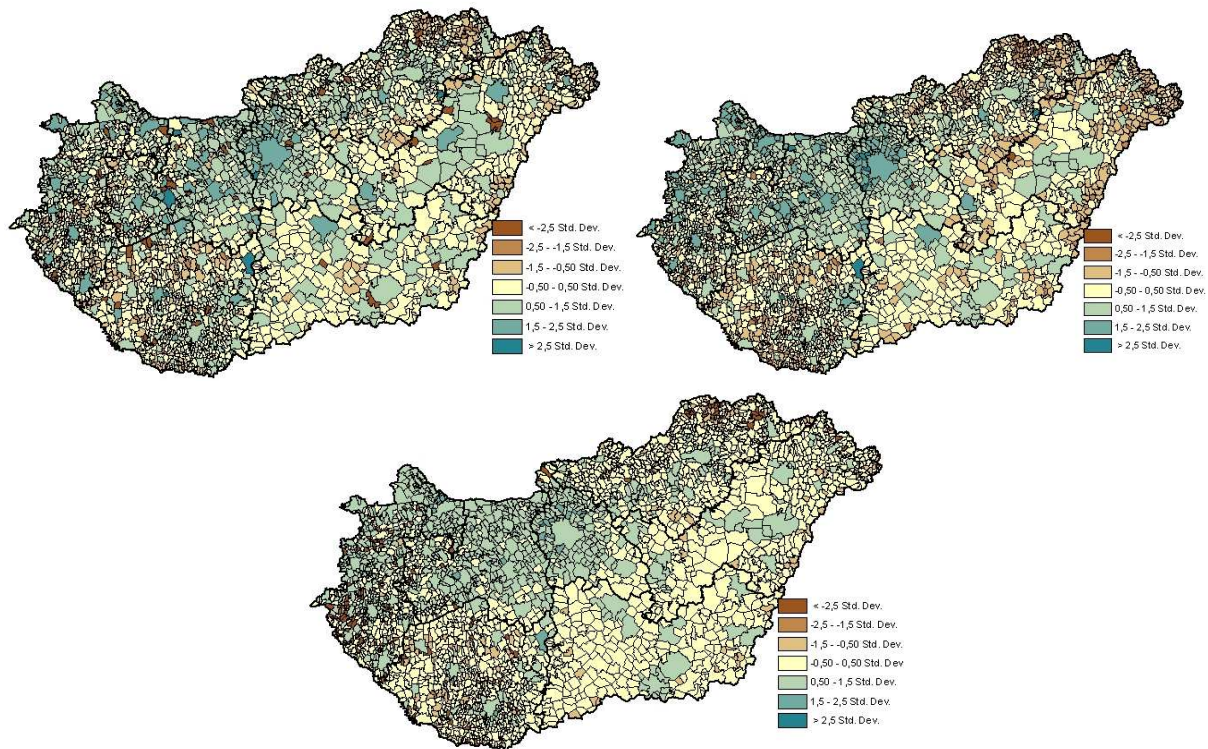 < -2,5 Std. Dev.
-2,5 - -1,5 Std. Dev.
-1,5 - -0,50 Std. Dev.
-0,50 - 0,50 Std. Dev.
0,50 - 1,5 Std. Dev.
1,5 - 2,5 Std. Dev.
> 2,5 Std. Dev.
< -2,5 Std. Dev.
-2,5 - -1,5 Std. Dev.
-1,5 - -0,50 Std. Dev.
-0,50 - 0,50 Std. Dev.
0,50 - 1,5 Std. Dev.
1,5 - 2,5 Std. Dev.
> 2,5 Std. Dev.
< -2,5 Std. Dev.
-2,5 - -1,5 Std. Dev.
-1,5 - -0,50 Std. Dev.
-0,50 - 0,50 Std. Dev
0,50 - 1,5 Std. Dev.
1,5 - 2,5 Std. Dev.
> 2,5 Std. Dev.